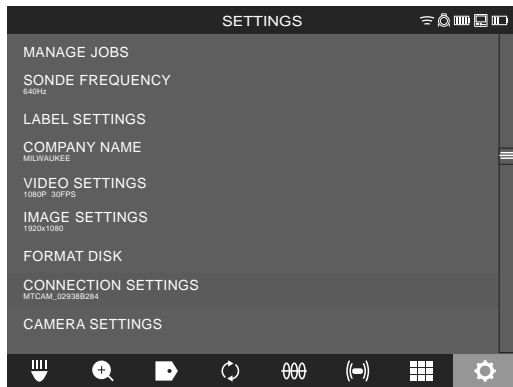 SETTINGS
MANAGE JOBS
SONDE FREQUENCY
640Hz
LABEL SETTINGS
COMPANY NAME
MILWAUKEE
VIDEO SETTINGS
1080P 30FPS
IMAGE SETTINGS
1920x1080
FORMAT DISK
CONNECTION SETTINGS
MTCAM_02938B284
CAMERA SETTINGS